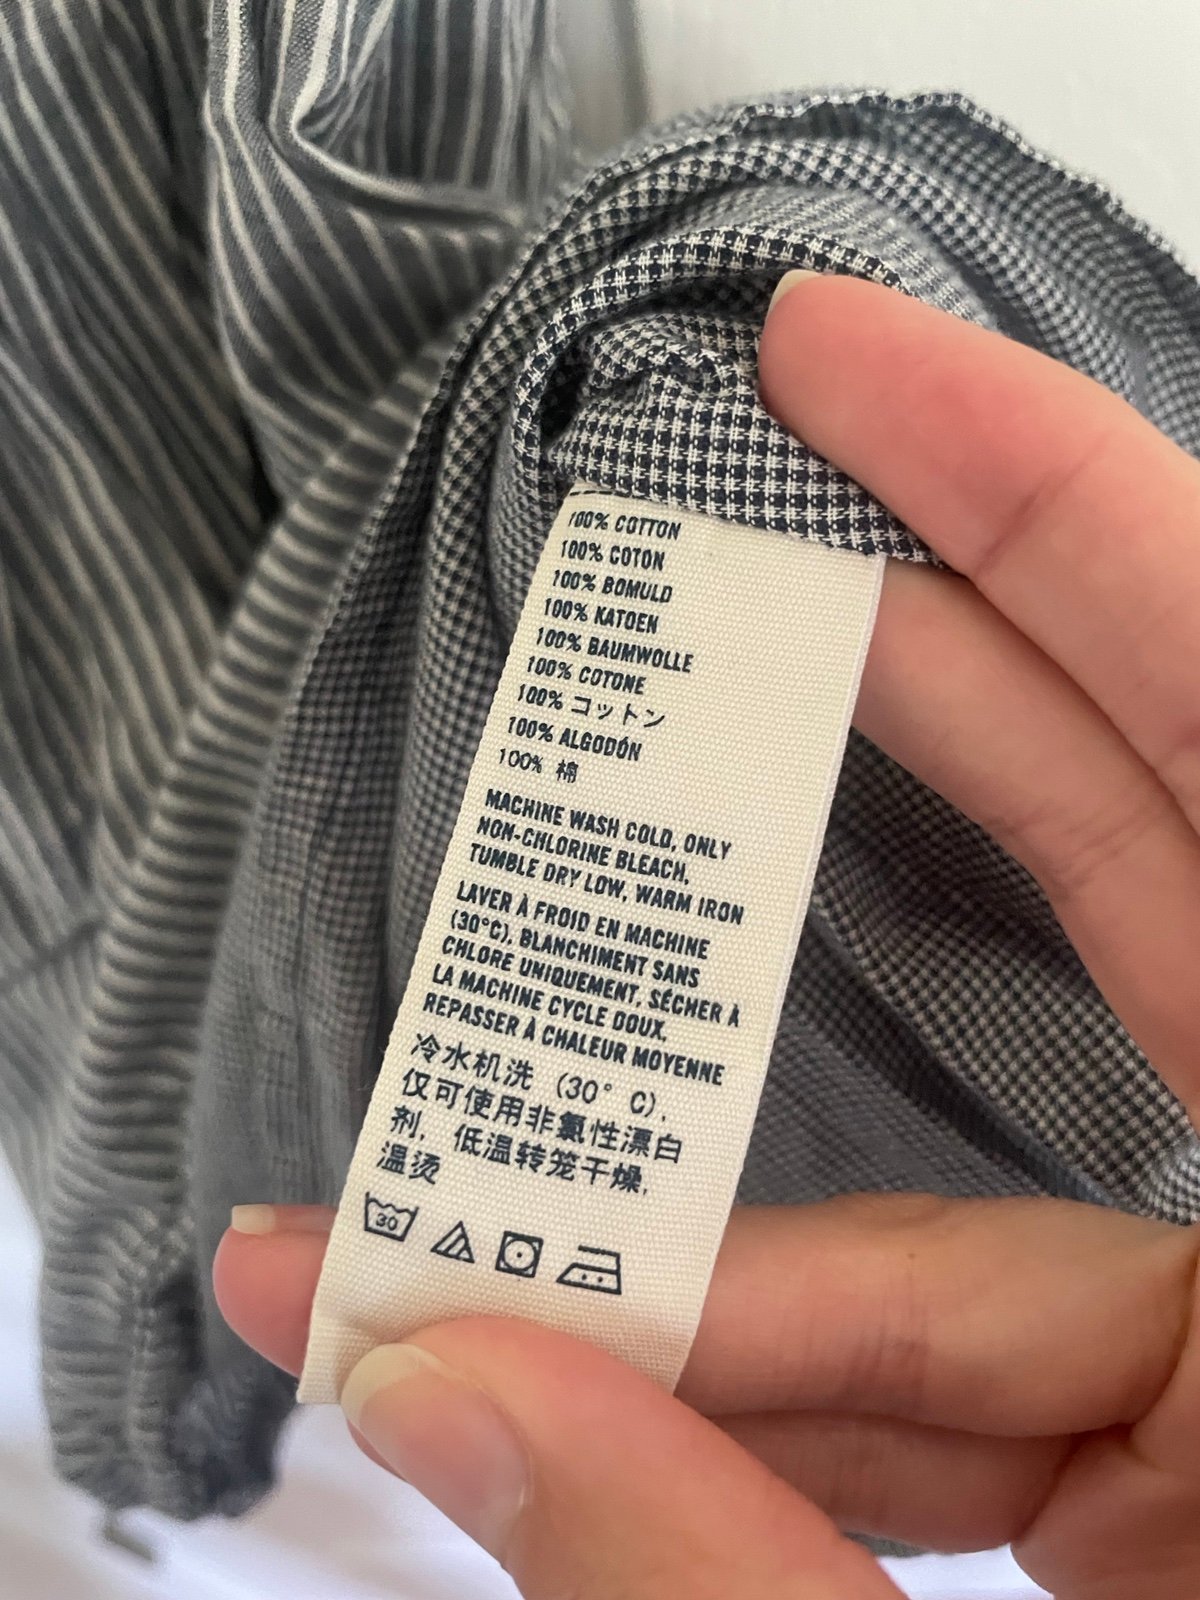 100% COTTON
100% COTON
100% BOMULD
100% KATOEN
100% BAUMWOLLE
100% COTONE
100% コットン
100% ALGODÓN
100% 棉
MACHINE WASH COLD, ONLY
NON-CHLORINE BLEACH,
TUMBLE DRY LOW, WARM IRON
LAVER À FROID EN MACHINE
(30°C), BLANCHIMENT SANS
CHLORE UNIQUEMENT, SÉCHER À
LA MACHINE CYCLE DOUX,
REPASSER À CHALEUR MOYENNE
冷水机洗 (30° C),
仅可使用非氯性漂白
剂, 低温转笼干燥,
温烫
30